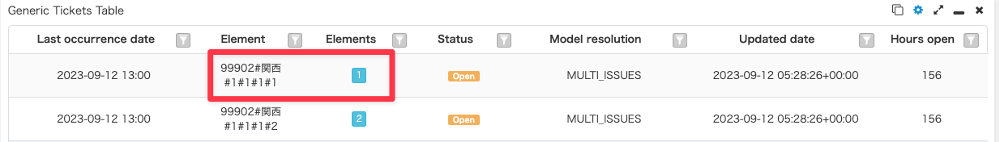 Generic Tickets Table
Last occurrence date Element Elements Status Model resolution Updated date Hours open
2023-09-12 13:00 99902#関西 1 Open MULTI_ISSUES 2023-09-12 05:28:26+00:00 156
#1#1#1#1
2023-09-12 13:00 99902#関西 2 Open MULTI_ISSUES 2023-09-12 05:28:26+00:00 156
#1#1#1#2